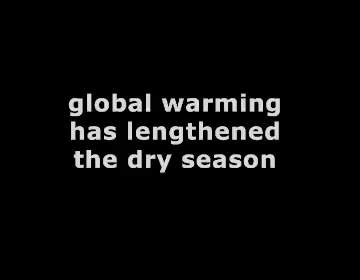 global warming
has lengthened
the dry season